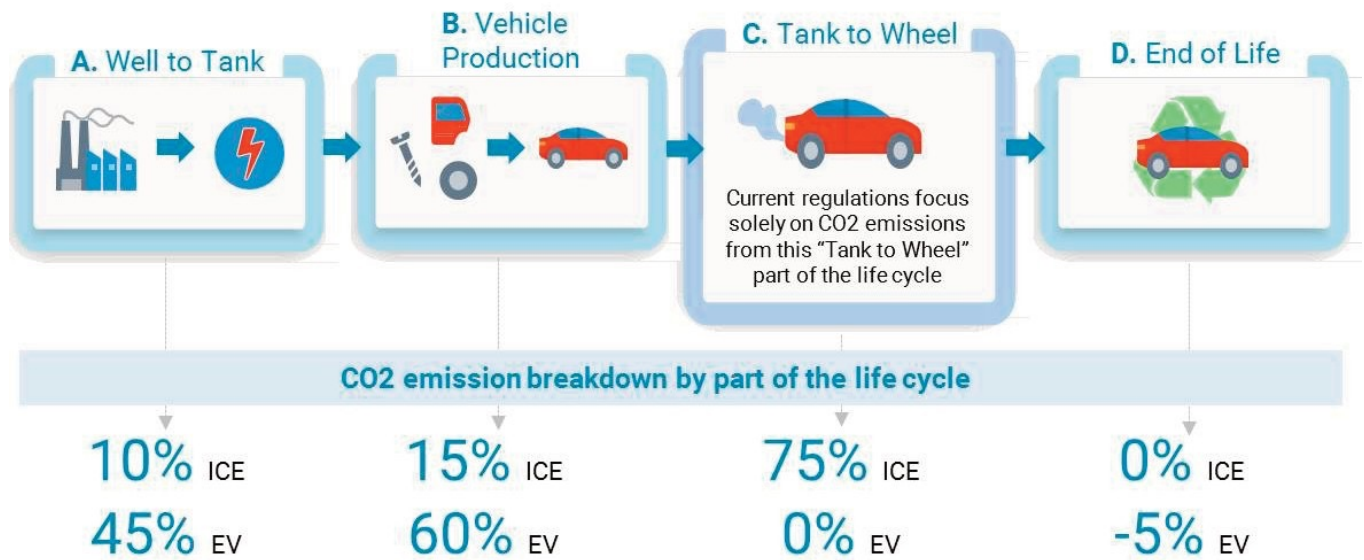 A. Well to Tank
B. Vehicle
Production
C. Tank to Wheel
D. End of Life
Current regulations focus
solely on CO2 emissions
from this “Tank to Wheel”
part of the life cycle
CO2 emission breakdown by part of the life cycle
10% ICE
15% ICE
75% ICE
0% ICE
45% EV
60% EV
0% EV
-5% EV